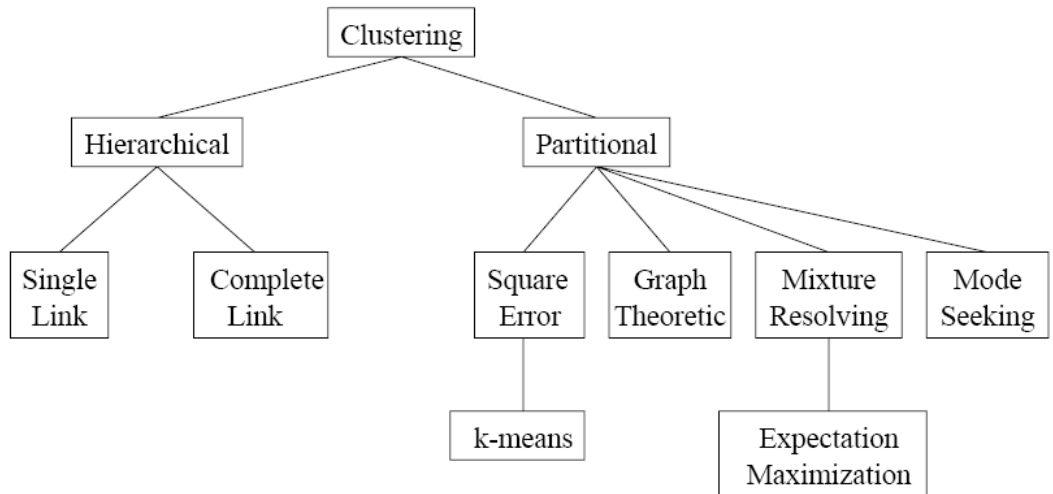 Clustering
Hierarchical
Partitional
Single
Link
Complete
Link
Square
Error
Graph
Theoretic
Mixture
Resolving
Mode
Seeking
k-means
Expectation
Maximization